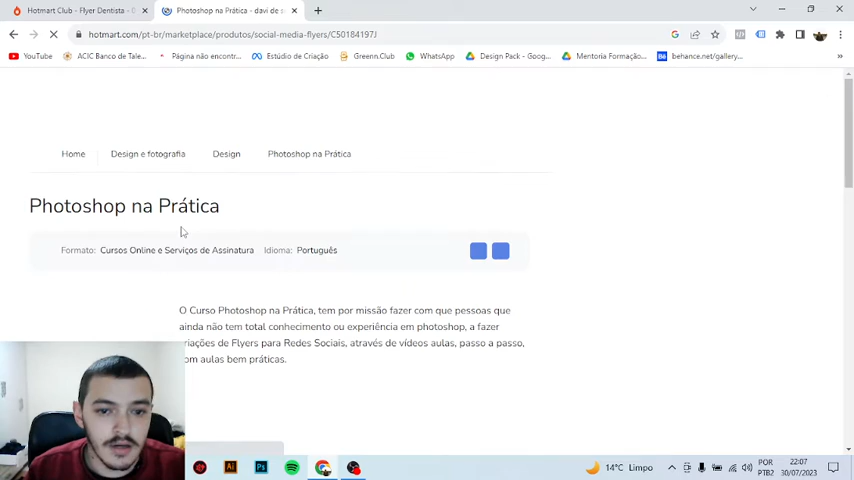 Hotmart Club - Flyer Dentista - 0
Photoshop na Prática - davi de s
hotmart.com/pt-br/marketplace/produtos/social-media-flyers/C50184197J
YouTube
ACIC Banco de Tale...
Página não encontr...
Estúdio de Criação
Greenn.Club
WhatsApp
Design Pack - Goog...
Mentoria Formação...
behance.net/gallery...
Home
Design e fotografia
Design
Photoshop na Prática
Photoshop na Prática
Formato: Cursos Online e Serviços de Assinatura Idioma: Português
O Curso Photoshop na Prática, tem por missão fazer com que pessoas que
ainda não tem total conhecimento ou experiência em photoshop, a fazer
criações de Flyers para Redes Sociais, através de vídeos aulas, passo a passo,
com aulas bem práticas.
Ai
Ps
14°C Limpo
POR
PTB2
22:07
30/07/2023